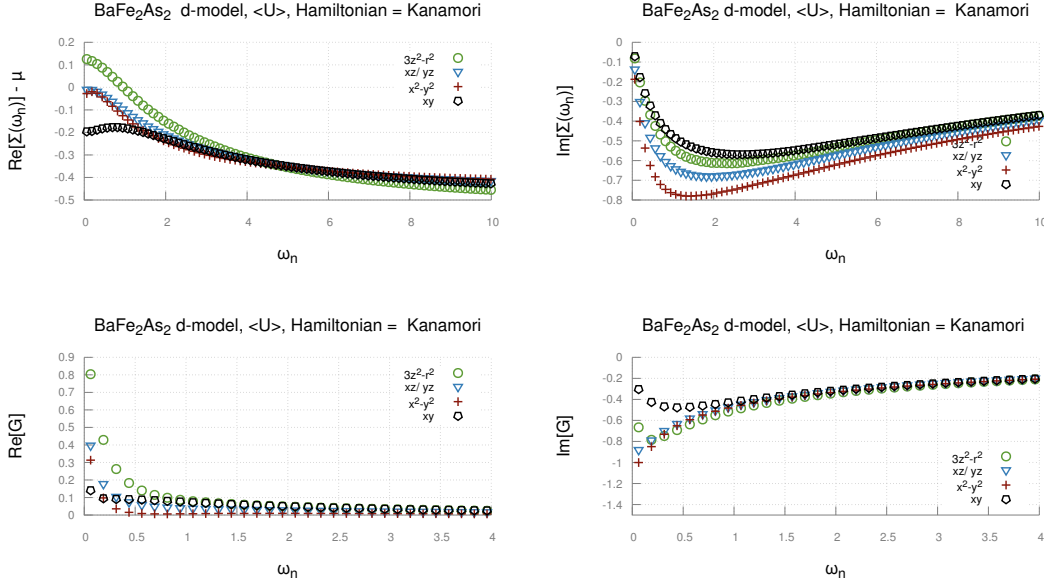 BaFe₂As₂ d-model, <U>, Hamiltonian = Kanamori
Re[Σ(ωₙ)] - μ
0.2
0.1
0
-0.1
-0.2
-0.3
-0.4
-0.5
3z²-r²
xz/ yz
x²-y²
xy
0 2 4 6 8 10
ωₙ
BaFe₂As₂ d-model, <U>, Hamiltonian = Kanamori
Im[Σ(ωₙ)]
-0
-0.1
-0.2
-0.3
-0.4
-0.5
-0.6
-0.7
-0.8
3z²-r²
xz/ yz
x²-y²
xy
0 2 4 6 8 10
ωₙ
BaFe₂As₂ d-model, <U>, Hamiltonian = Kanamori
Re[G]
0.9
0.8
0.7
0.6
0.5
0.4
0.3
0.2
0.1
0
3z²-r²
xz/ yz
x²-y²
xy
0 0.5 1 1.5 2 2.5 3 3.5 4
ωₙ
BaFe₂As₂ d-model, <U>, Hamiltonian = Kanamori
Im[G]
-0
-0.2
-0.4
-0.6
-0.8
-1
-1.2
-1.4
3z²-r²
xz/ yz
x²-y²
xy
0 0.5 1 1.5 2 2.5 3 3.5 4
ωₙ